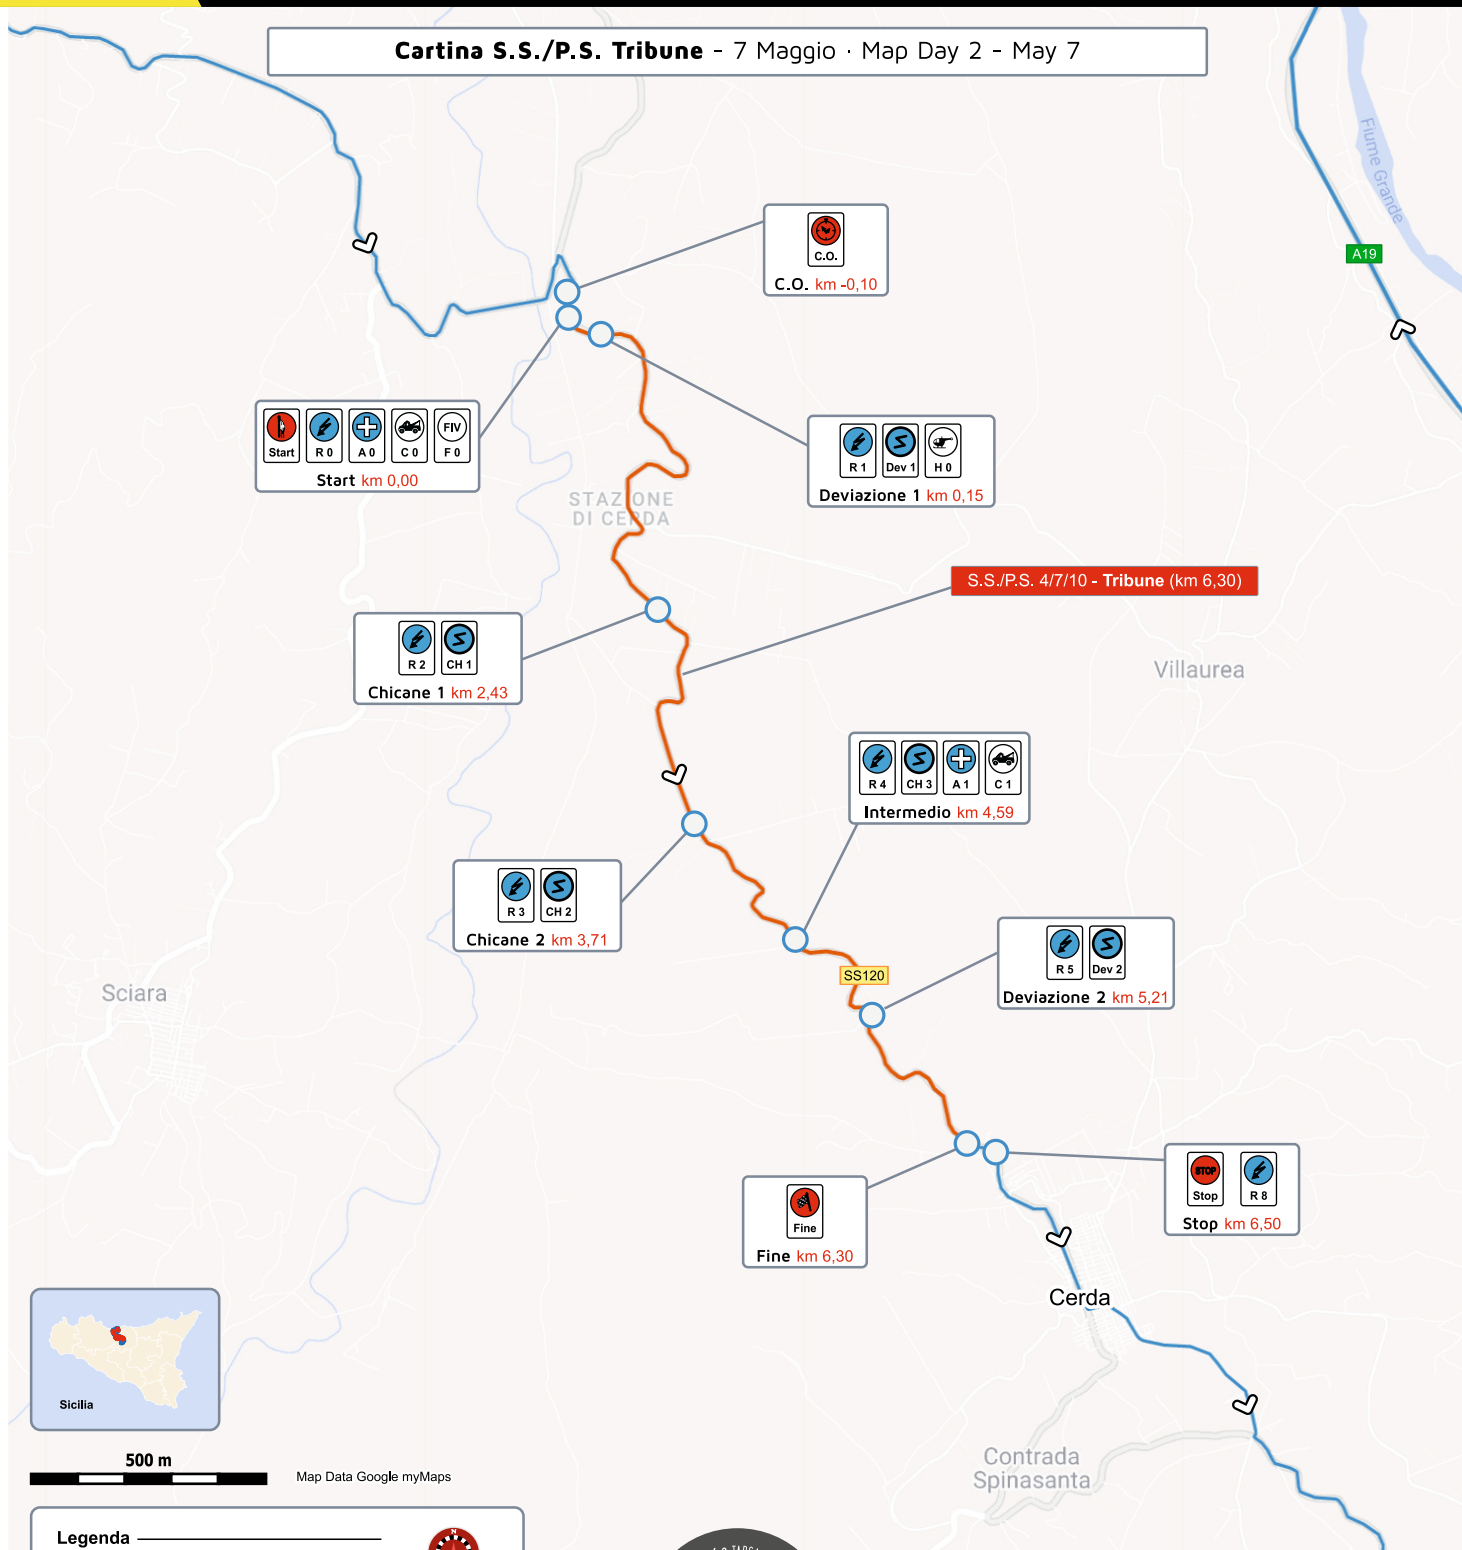 Cartina S.S./P.S. Tribune - 7 Maggio · Map Day 2 - May 7
Fiume Grande
A19
C.O.
C.O. km -0,10
Start
R 0
A 0
C 0
FIV
F 0
Start km 0,00
R 1
Dev 1
H 0
Deviazione 1 km 0,15
STAZIONE
DI CERDA
S.S./P.S. 4/7/10 - Tribune (km 6,30)
R 2
CH 1
Chicane 1 km 2,43
Villaurea
R 4
CH 3
A 1
C 1
Intermedio km 4,59
R 3
CH 2
Chicane 2 km 3,71
SS120
R 5
Dev 2
Deviazione 2 km 5,21
Sciara
Fine
Fine km 6,30
STOP
Stop
R 8
Stop km 6,50
Cerda
Sicilia
500 m
Map Data Google myMaps
Contrada
Spinasanta
Legenda
N